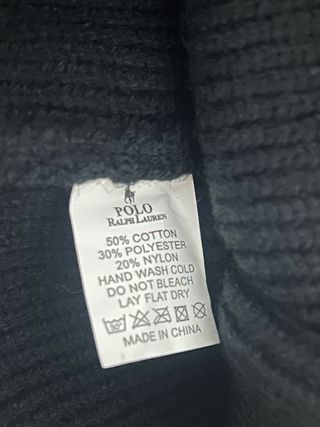 POLO
RALPH LAUREN
50% COTTON
30% POLYESTER
20% NYLON
HAND WASH COLD
DO NOT BLEACH
LAY FLAT DRY
30°
MADE IN CHINA